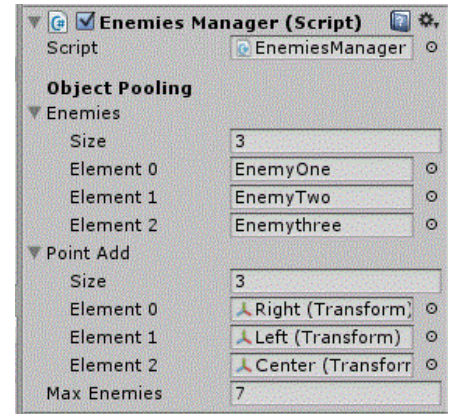 Enemies Manager (Script)
Script EnemiesManager
Object Pooling
Enemies
Size 3
Element 0 EnemyOne
Element 1 EnemyTwo
Element 2 Enemythree
Point Add
Size 3
Element 0 Right (Transform)
Element 1 Left (Transform)
Element 2 Center (Transforr
Max Enemies 7